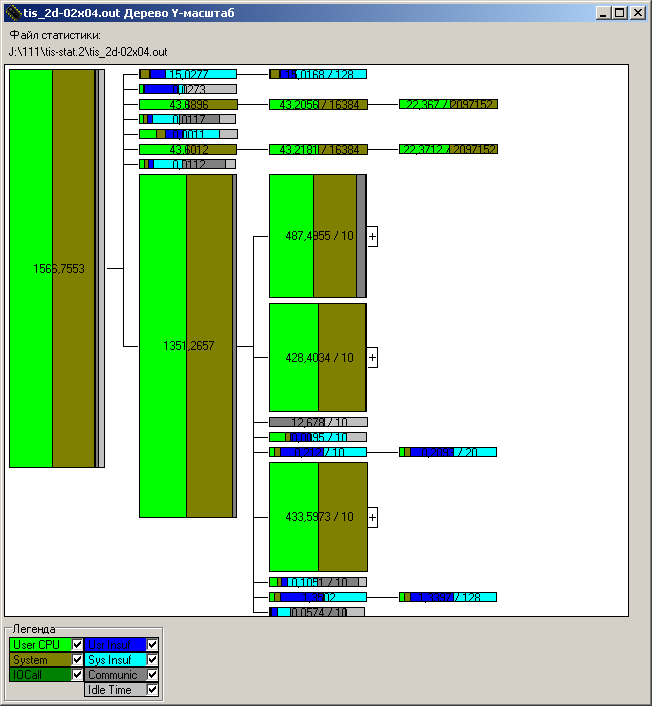 tis_2d-02x04.out Дерево Y-масштаб
Файл статистики:
J:\111\tis-stat.2\tis_2d-02x04.out
1566,7553
15,0277
43,6896
0,0117
43,6012
0,0112
1351,2657
43,2056 / 16384
43,2181 / 16384
22,367 / 2097152
22,3712 / 2097152
487,4955 / 10
428,4034 / 10
12,678 / 10
433,5973 / 10
0,1091 / 10
0,0574 / 10
Легенда
User CPU
System
IOCall
Usr Insuf
Sys Insuf
Communic
Idle Time